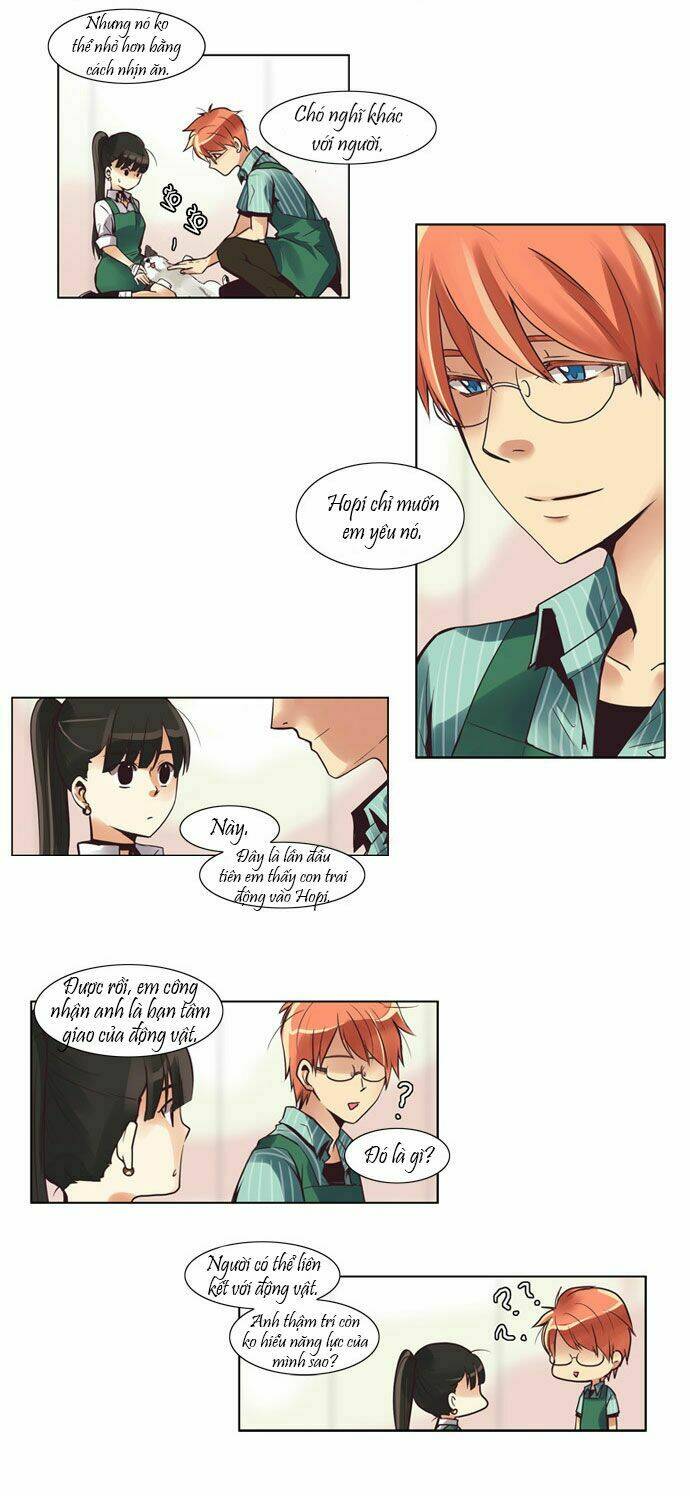 Nhưng nó ko
thể nhỏ hơn bằng
cách nhịn ăn.
Chó nghĩ khác
với người.
Hopi chỉ muốn
em yêu nó.
Này.
Đây là lần đầu
tiên em thấy con trai
động vào Hopi.
Được rồi, em công
nhận anh là bạn tâm
giao của động vật.
?
Đó là gì?
Người có thể liên
kết với động vật.
Anh thậm trí còn
ko hiểu năng lực của
mình sao?
? ? ?